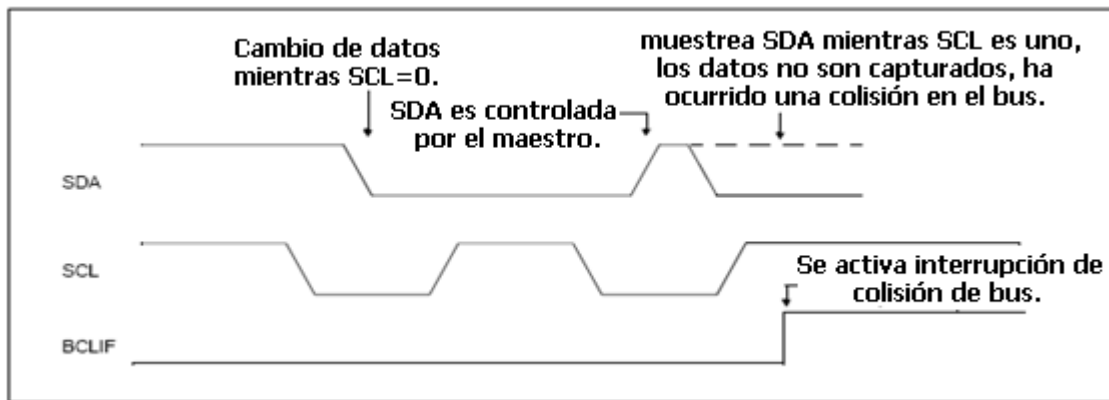 Cambio de datos
mientras SCL=0.
muestrea SDA mientras SCL es uno,
los datos no son capturados, ha
ocurrido una colisión en el bus.
SDA es controlada
por el maestro.
SDA
SCL
Se activa interrupción de
colisión de bus.
BCLIF